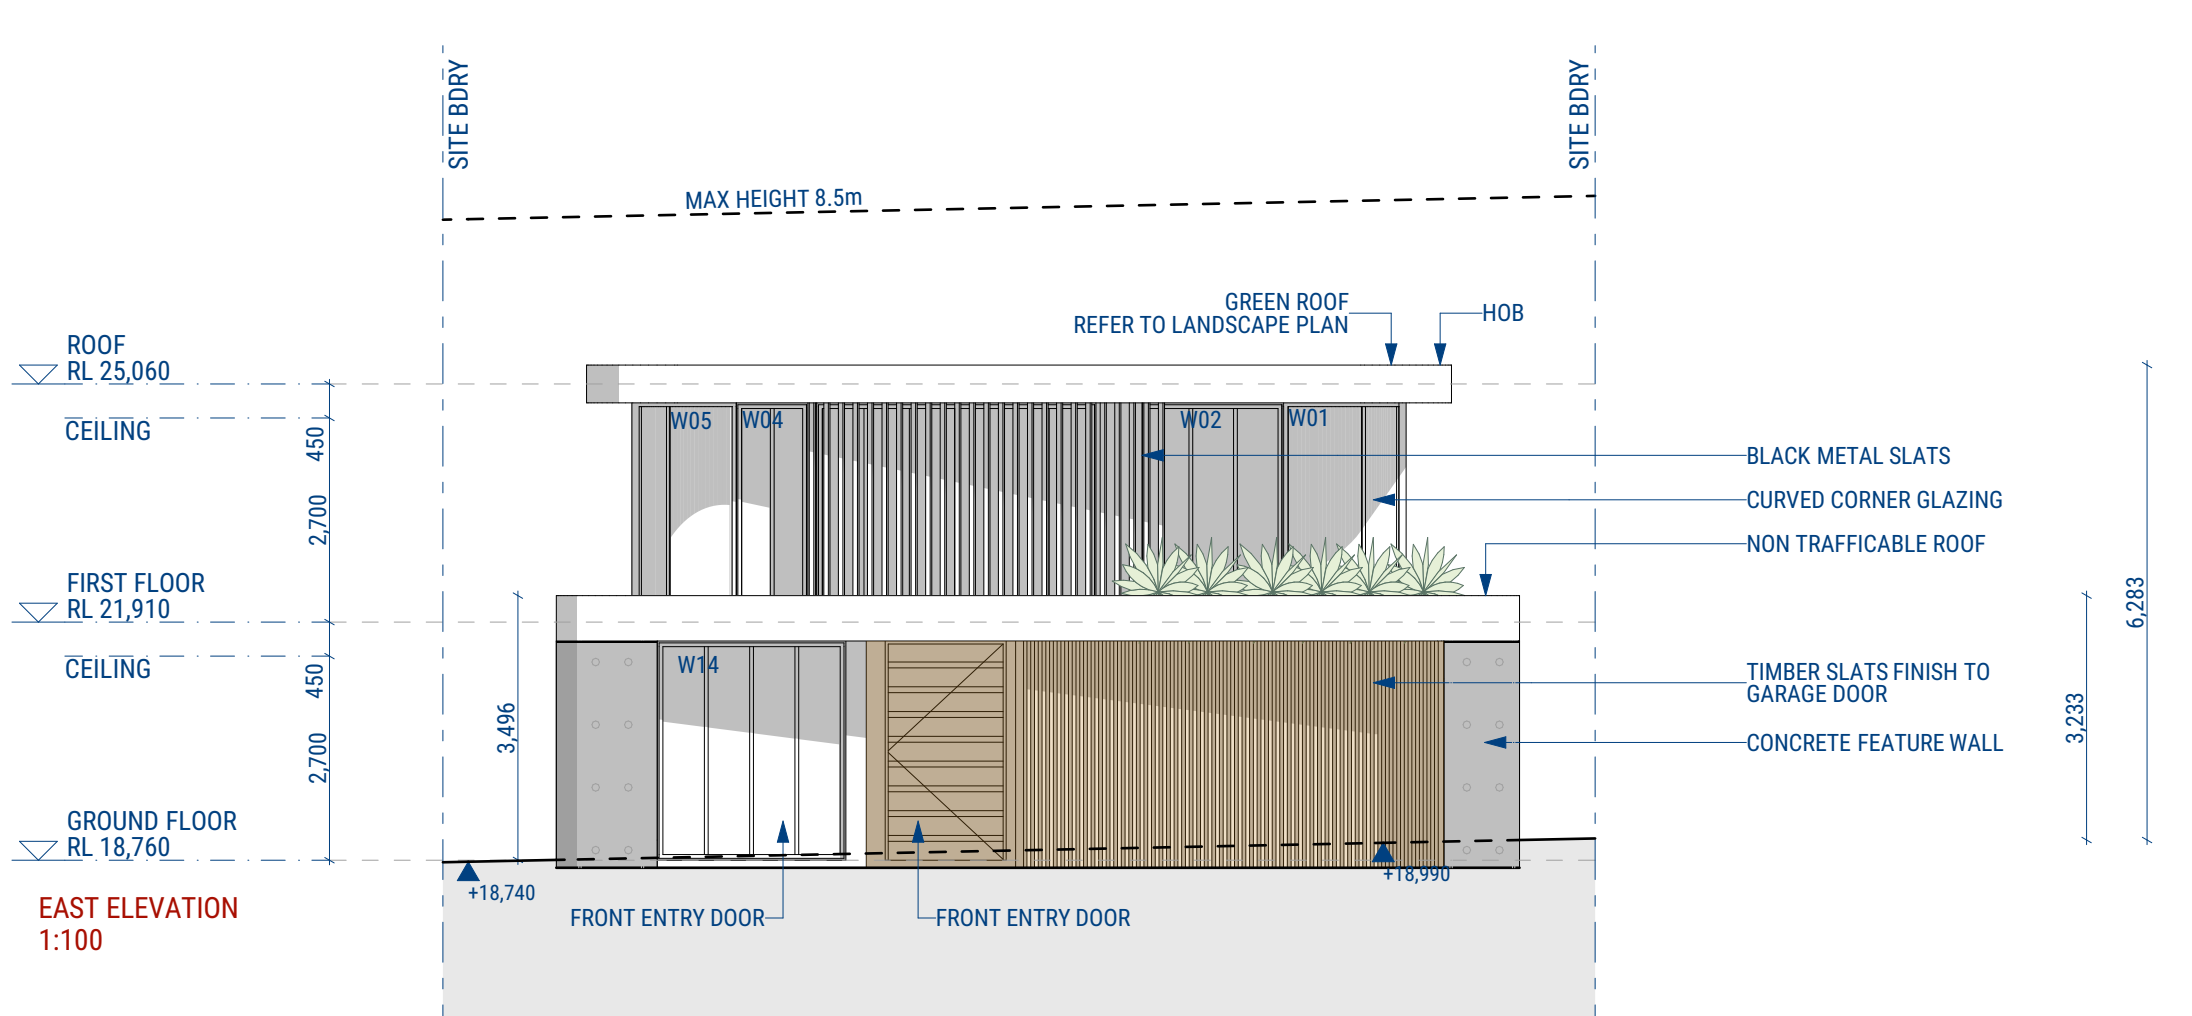 SITE BDRY
SITE BDRY
MAX HEIGHT 8.5m
GREEN ROOF
REFER TO LANDSCAPE PLAN
HOB
ROOF
RL 25,060
CEILING
450
2,700
FIRST FLOOR
RL 21,910
CEILING
450
2,700
GROUND FLOOR
RL 18,760
W05
W04
W02
W01
W14
3,496
BLACK METAL SLATS
CURVED CORNER GLAZING
NON TRAFFICABLE ROOF
TIMBER SLATS FINISH TO
GARAGE DOOR
CONCRETE FEATURE WALL
3,233
6,283
+18,740
+18,990
FRONT ENTRY DOOR
FRONT ENTRY DOOR
EAST ELEVATION
1:100